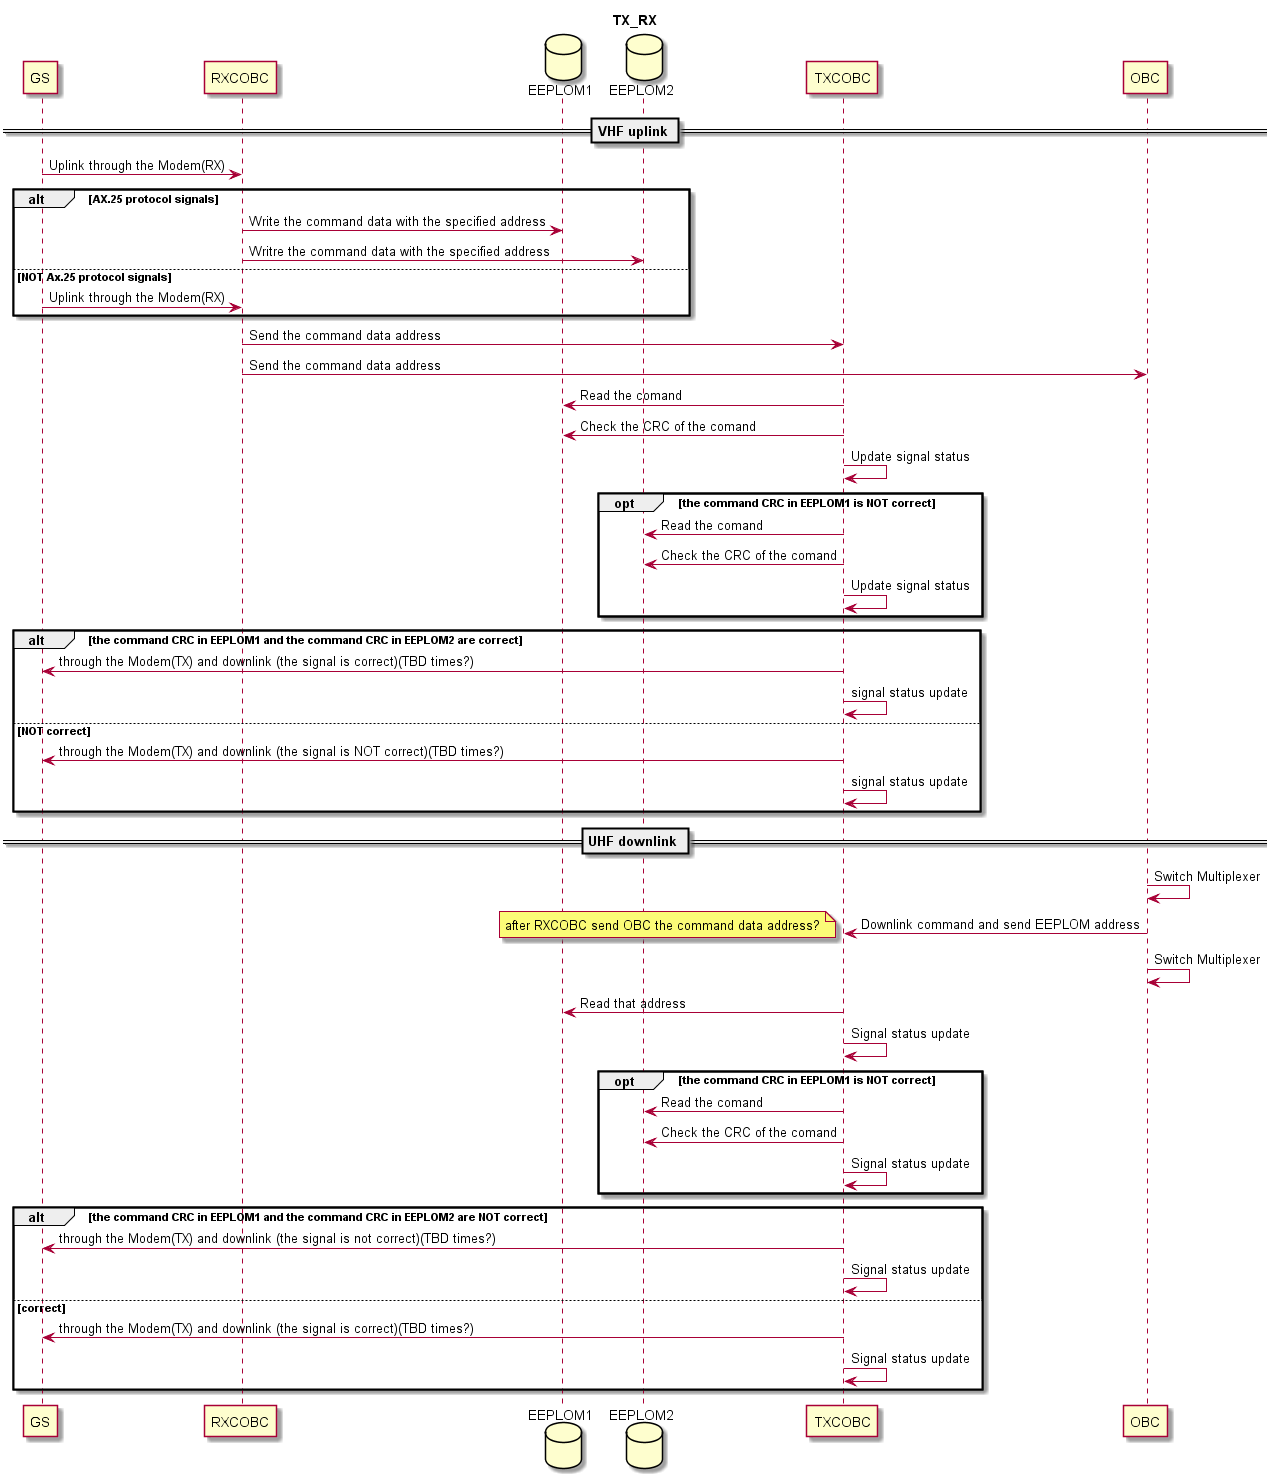 TX_RX
GS
RXCOBC
EEPLOM1
EEPLOM2
TXCOBC
OBC
VHF uplink
Uplink through the Modem(RX)
alt
[AX.25 protocol signals]
Write the command data with the specified address
Writre the command data with the specified address
[NOT Ax.25 protocol signals]
Uplink through the Modem(RX)
Send the command data address
Send the command data address
Read the comand
Check the CRC of the comand
Update signal status
opt
[the command CRC in EEPLOM1 is NOT correct]
Read the comand
Check the CRC of the comand
Update signal status
alt
[the command CRC in EEPLOM1 and the command CRC in EEPLOM2 are correct]
through the Modem(TX) and downlink (the signal is correct)(TBD times?)
signal status update
[NOT correct]
through the Modem(TX) and downlink (the signal is NOT correct)(TBD times?)
signal status update
UHF downlink
Switch Multiplexer
after RXCOBC send OBC the command data address?
Downlink command and send EEPLOM address
Switch Multiplexer
Read that address
Signal status update
opt
[the command CRC in EEPLOM1 is NOT correct]
Read the comand
Check the CRC of the comand
Signal status update
alt
[the command CRC in EEPLOM1 and the command CRC in EEPLOM2 are NOT correct]
through the Modem(TX) and downlink (the signal is not correct)(TBD times?)
Signal status update
[correct]
through the Modem(TX) and downlink (the signal is correct)(TBD times?)
Signal status update
GS
RXCOBC
EEPLOM1
EEPLOM2
TXCOBC
OBC